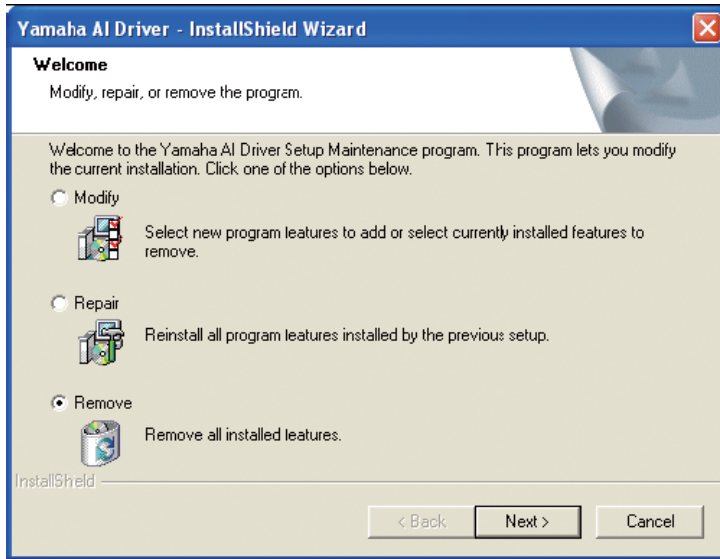 Yamaha AI Driver - InstallShield Wizard
Welcome
Modify, repair, or remove the program.
Welcome to the Yamaha AI Driver Setup Maintenance program. This program lets you modify
the current installation. Click one of the options below.
Modify
Select new program features to add or select currently installed features to
remove.
Repair
Reinstall all program features installed by the previous setup.
Remove
Remove all installed features.
InstallShield
< Back
Next >
Cancel